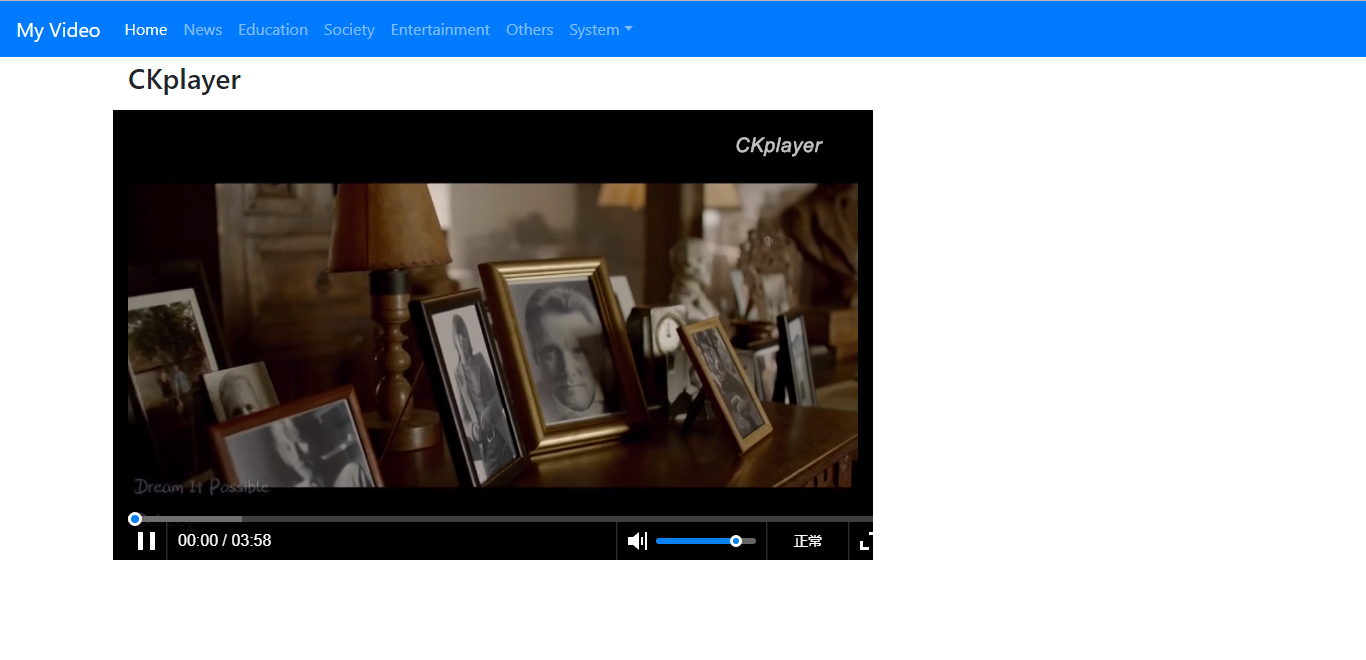 My Video Home News Education Society Entertainment Others System
CKplayer
CKplayer
Dream It Possible
00:00 / 03:58 正常